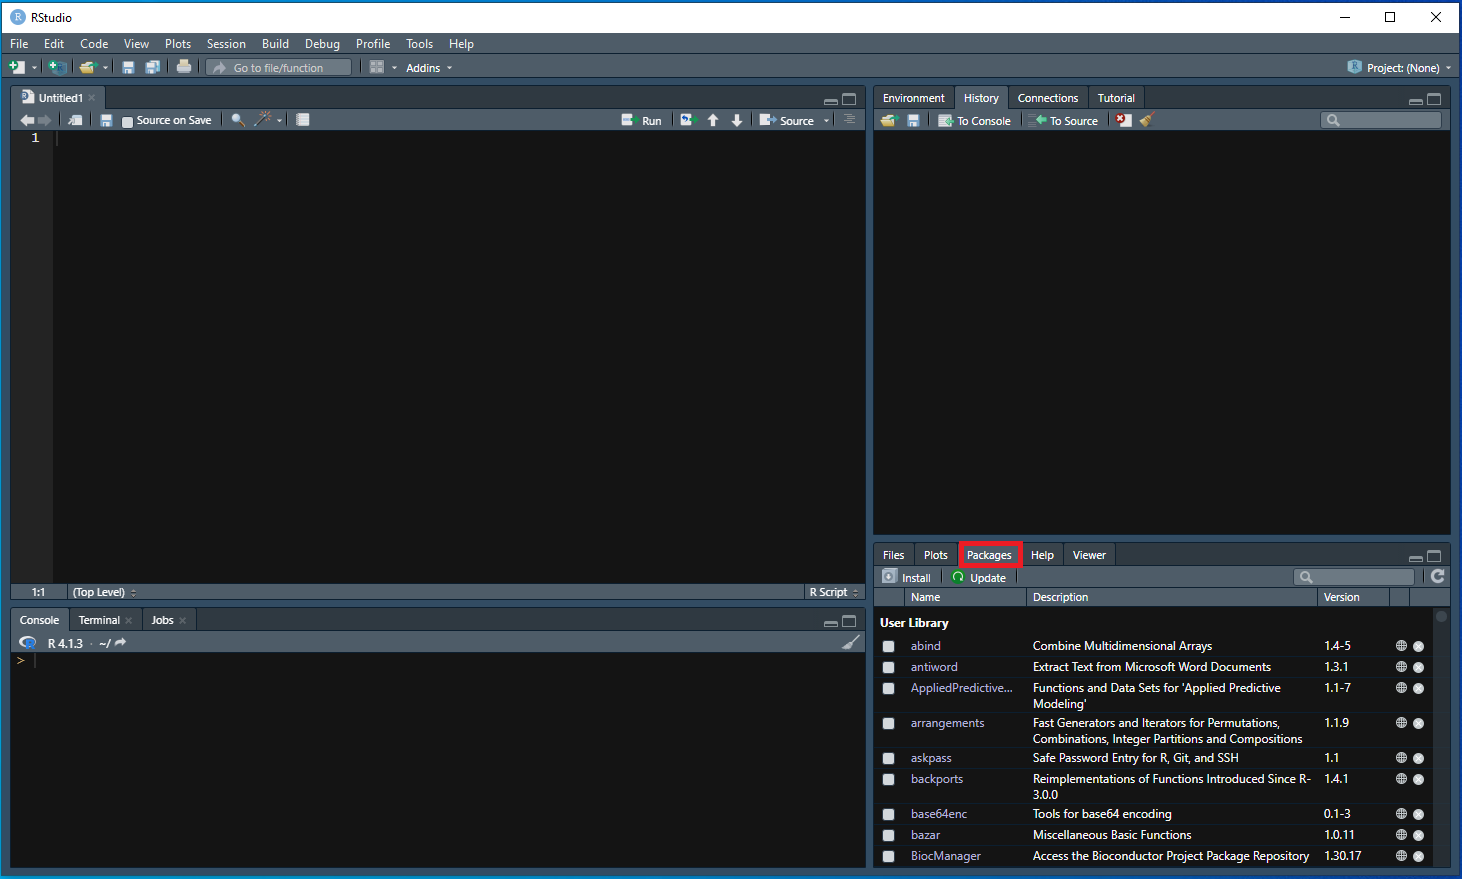 RStudio
File Edit Code View Plots Session Build Debug Profile Tools Help
Go to file/function Addins Project: (None)
Untitled1
Source on Save Run Source
1
1:1 (Top Level) R Script
Console Terminal Jobs
R 4.1.3 · ~/
>
Environment History Connections Tutorial
To Console To Source
Files Plots Packages Help Viewer
Install Update
Name Description Version
User Library
abind Combine Multidimensional Arrays 1.4-5
antiword Extract Text from Microsoft Word Documents 1.3.1
AppliedPredictive... Functions and Data Sets for 'Applied Predictive 1.1-7
Modeling'
arrangements Fast Generators and Iterators for Permutations, 1.1.9
Combinations, Integer Partitions and Compositions
askpass Safe Password Entry for R, Git, and SSH 1.1
backports Reimplementations of Functions Introduced Since R- 1.4.1
3.0.0
base64enc Tools for base64 encoding 0.1-3
bazar Miscellaneous Basic Functions 1.0.11
BiocManager Access the Bioconductor Project Package Repository 1.30.17